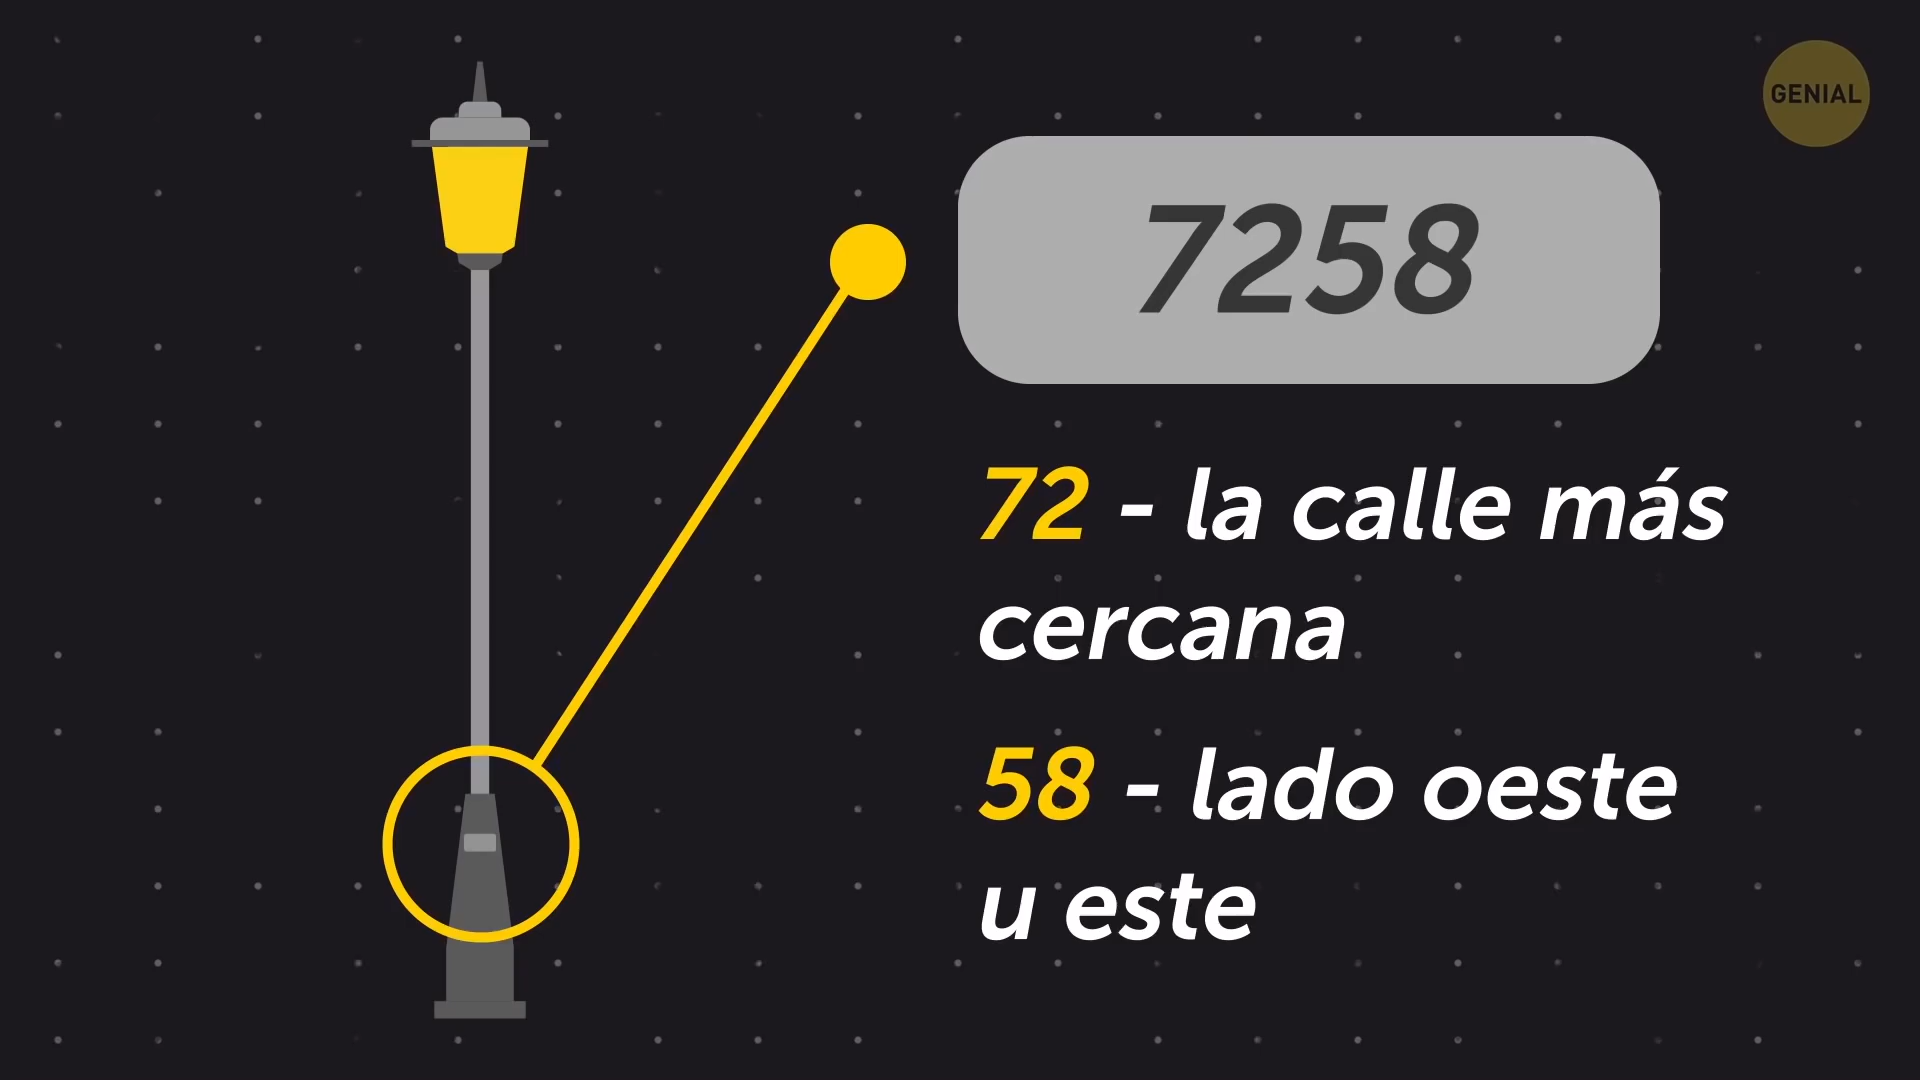 GENIAL
7258
72 - la calle más
cercana
58 - lado oeste
u este